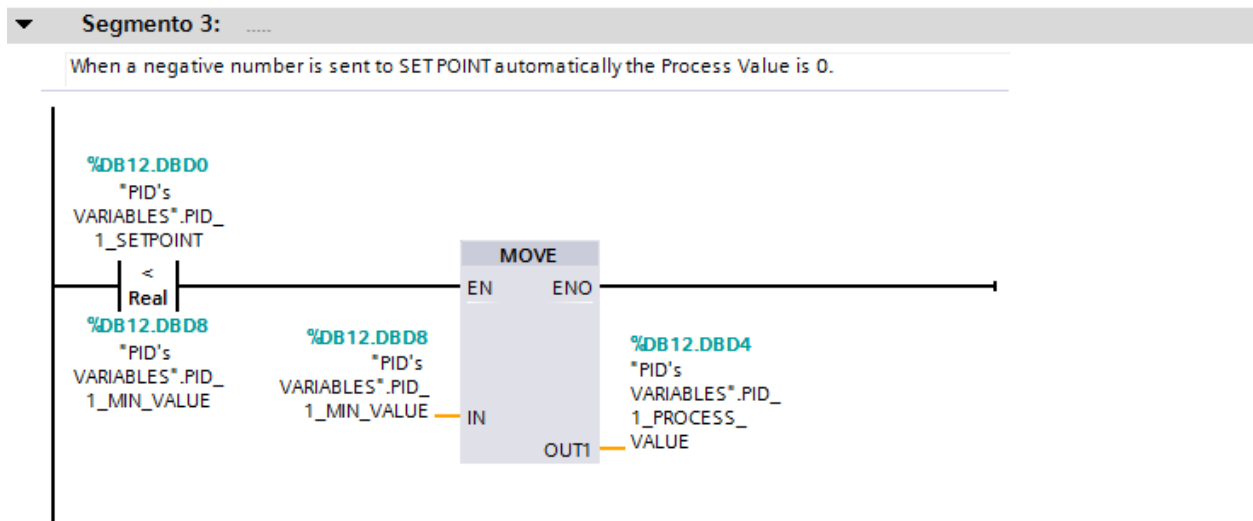 Segmento 3: .....
When a negative number is sent to SETPOINT automatically the Process Value is 0.
%DB12.DBD0
"PID's
VARIABLES".PID_
1_SETPOINT
<
Real
%DB12.DBD8
"PID's
VARIABLES".PID_
1_MIN_VALUE
MOVE
EN ENO
%DB12.DBD8
"PID's
VARIABLES".PID_
1_MIN_VALUE
IN
OUT1
%DB12.DBD4
"PID's
VARIABLES".PID_
1_PROCESS_
VALUE